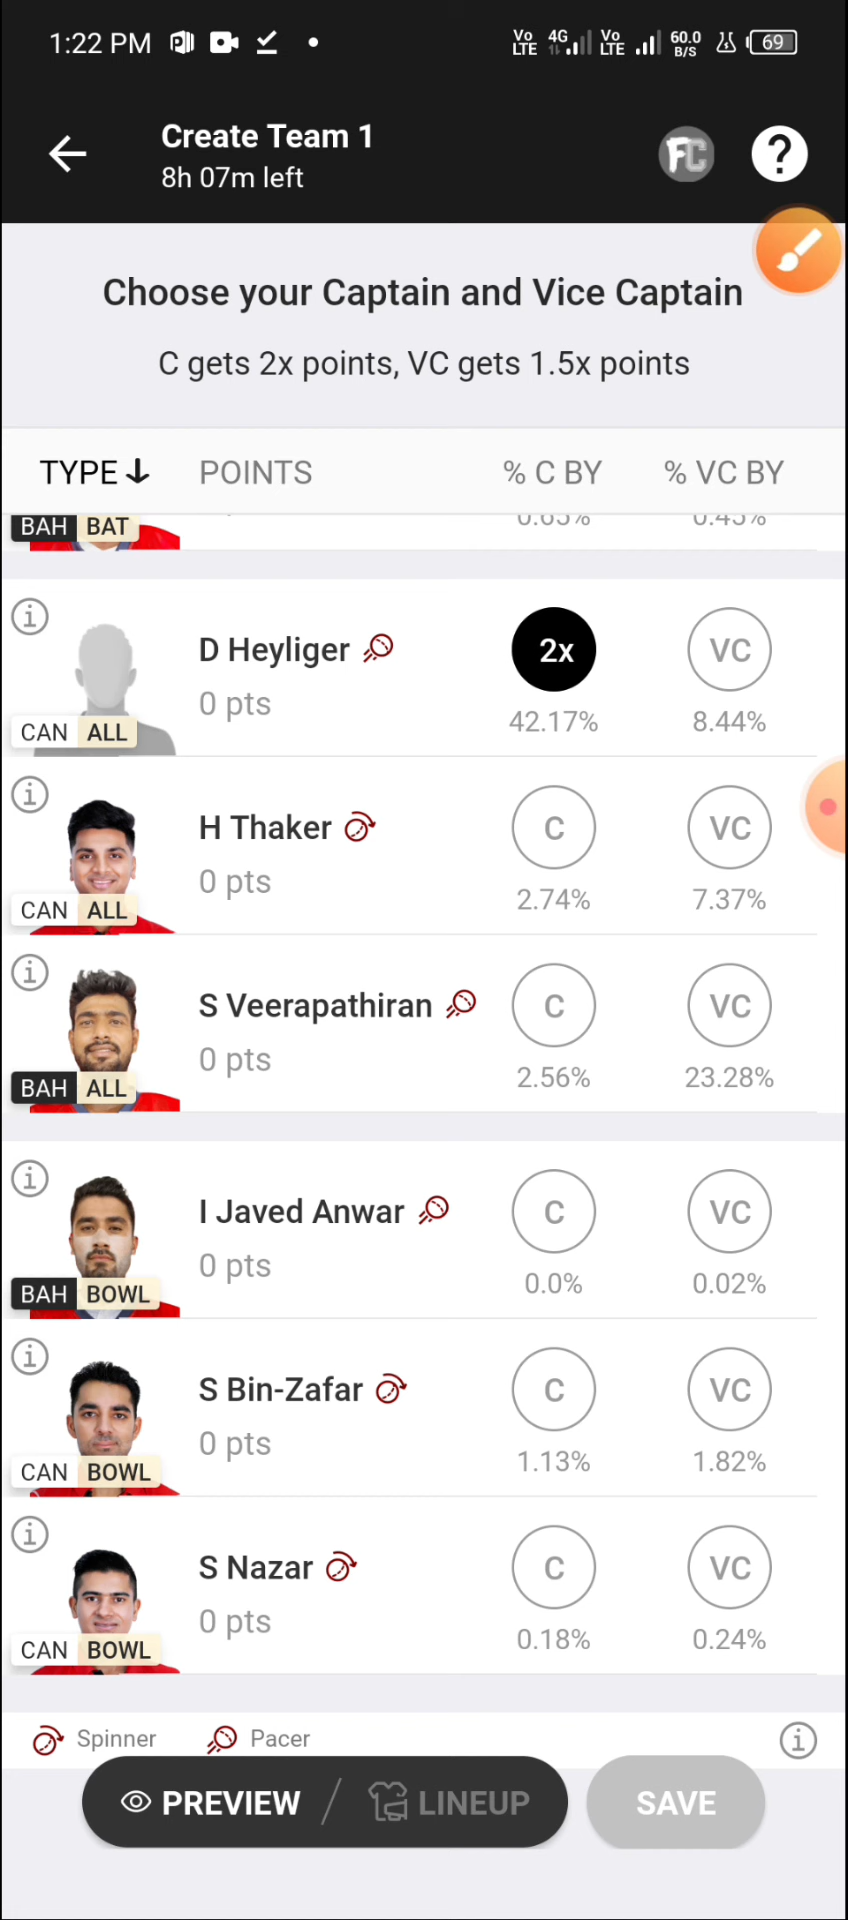 1:22 PM
Vo LTE 4G Vo LTE 60.0 B/S 69
Create Team 1
8h 07m left
FC ?
Choose your Captain and Vice Captain
C gets 2x points, VC gets 1.5x points
TYPE POINTS % C BY % VC BY
BAH BAT 0.65% 0.45%
D Heyliger 2x VC
0 pts 42.17% 8.44%
CAN ALL
H Thaker C VC
0 pts 2.74% 7.37%
CAN ALL
S Veerapathiran C VC
0 pts 2.56% 23.28%
BAH ALL
I Javed Anwar C VC
0 pts 0.0% 0.02%
BAH BOWL
S Bin-Zafar C VC
0 pts 1.13% 1.82%
CAN BOWL
S Nazar C VC
0 pts 0.18% 0.24%
CAN BOWL
Spinner Pacer
PREVIEW / LINEUP SAVE